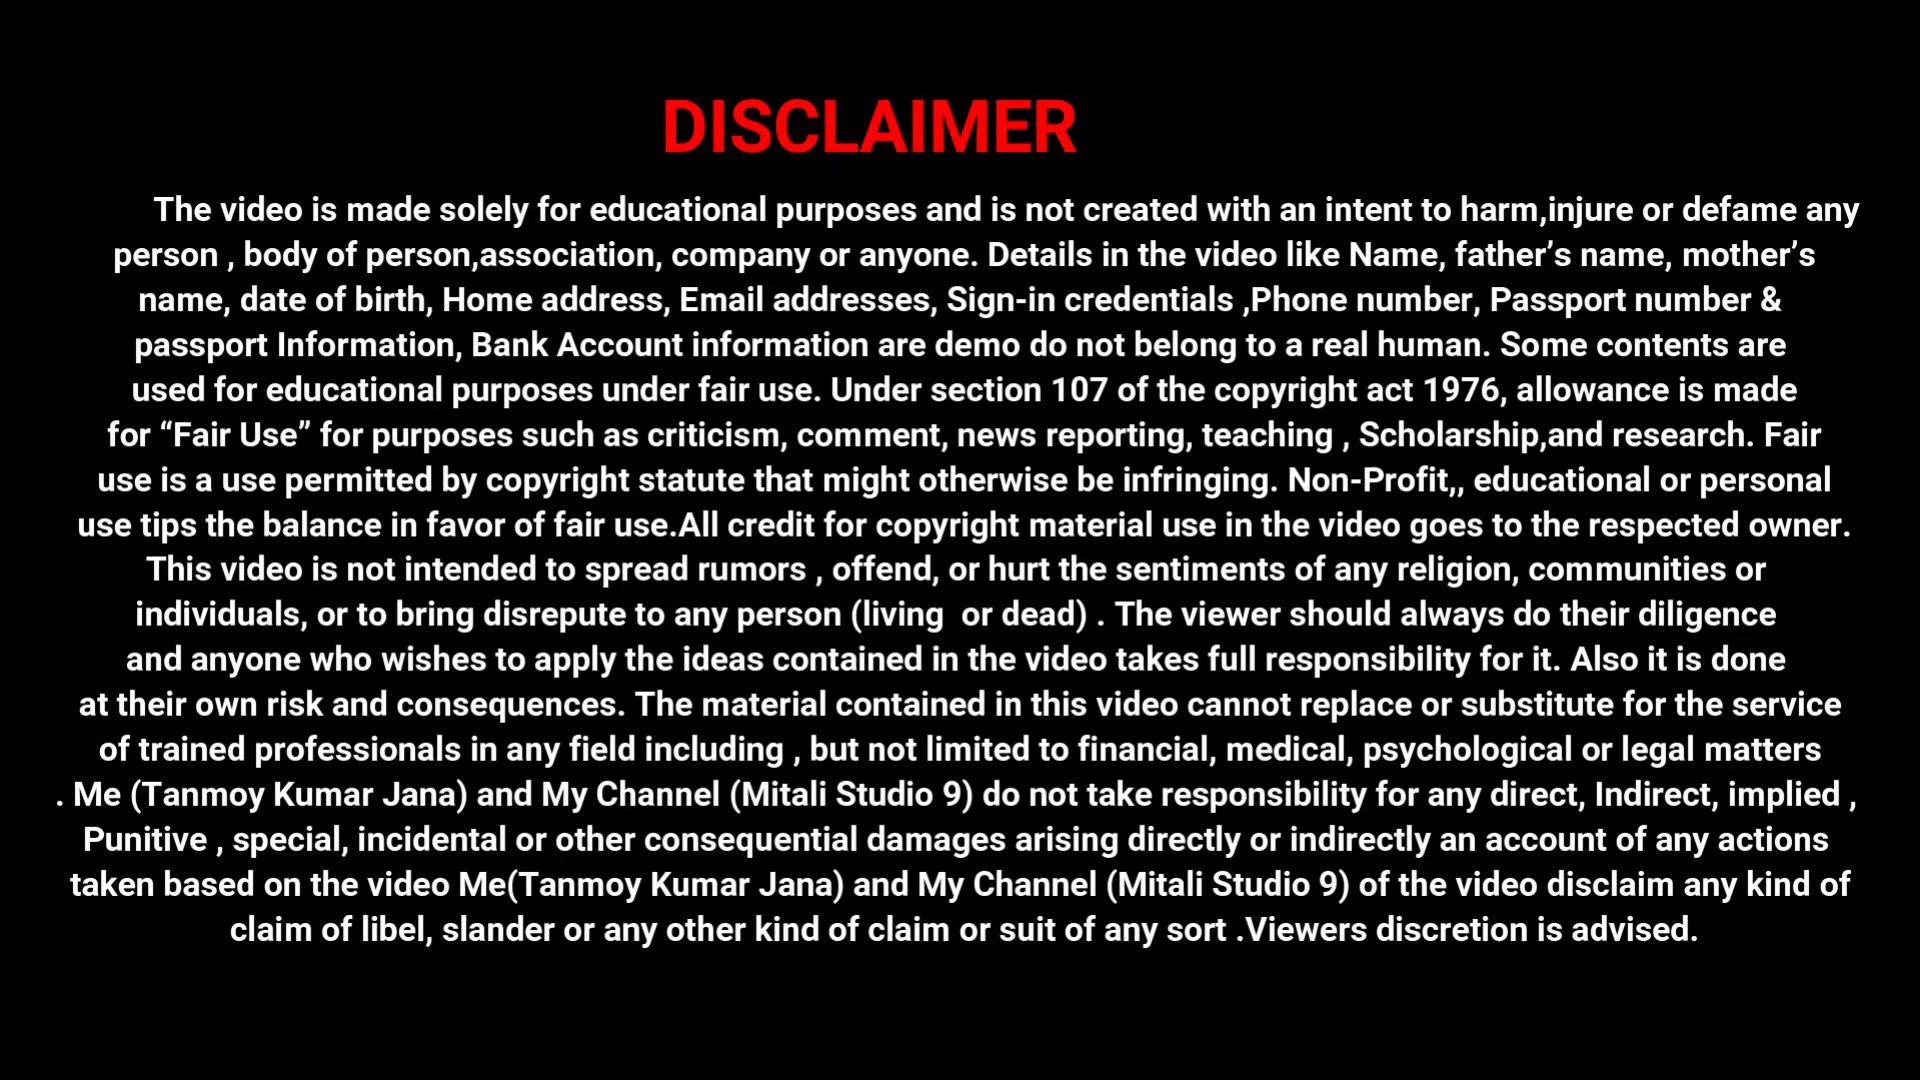 DISCLAIMER
The video is made solely for educational purposes and is not created with an intent to harm,injure or defame any
person , body of person,association, company or anyone. Details in the video like Name, father’s name, mother’s
name, date of birth, Home address, Email addresses, Sign-in credentials ,Phone number, Passport number &
passport Information, Bank Account information are demo do not belong to a real human. Some contents are
used for educational purposes under fair use. Under section 107 of the copyright act 1976, allowance is made
for “Fair Use” for purposes such as criticism, comment, news reporting, teaching , Scholarship,and research. Fair
use is a use permitted by copyright statute that might otherwise be infringing. Non-Profit,, educational or personal
use tips the balance in favor of fair use.All credit for copyright material use in the video goes to the respected owner.
This video is not intended to spread rumors , offend, or hurt the sentiments of any religion, communities or
individuals, or to bring disrepute to any person (living  or dead) . The viewer should always do their diligence
and anyone who wishes to apply the ideas contained in the video takes full responsibility for it. Also it is done
at their own risk and consequences. The material contained in this video cannot replace or substitute for the service
of trained professionals in any field including , but not limited to financial, medical, psychological or legal matters
. Me (Tanmoy Kumar Jana) and My Channel (Mitali Studio 9) do not take responsibility for any direct, Indirect, implied ,
Punitive , special, incidental or other consequential damages arising directly or indirectly an account of any actions
taken based on the video Me(Tanmoy Kumar Jana) and My Channel (Mitali Studio 9) of the video disclaim any kind of
claim of libel, slander or any other kind of claim or suit of any sort .Viewers discretion is advised.